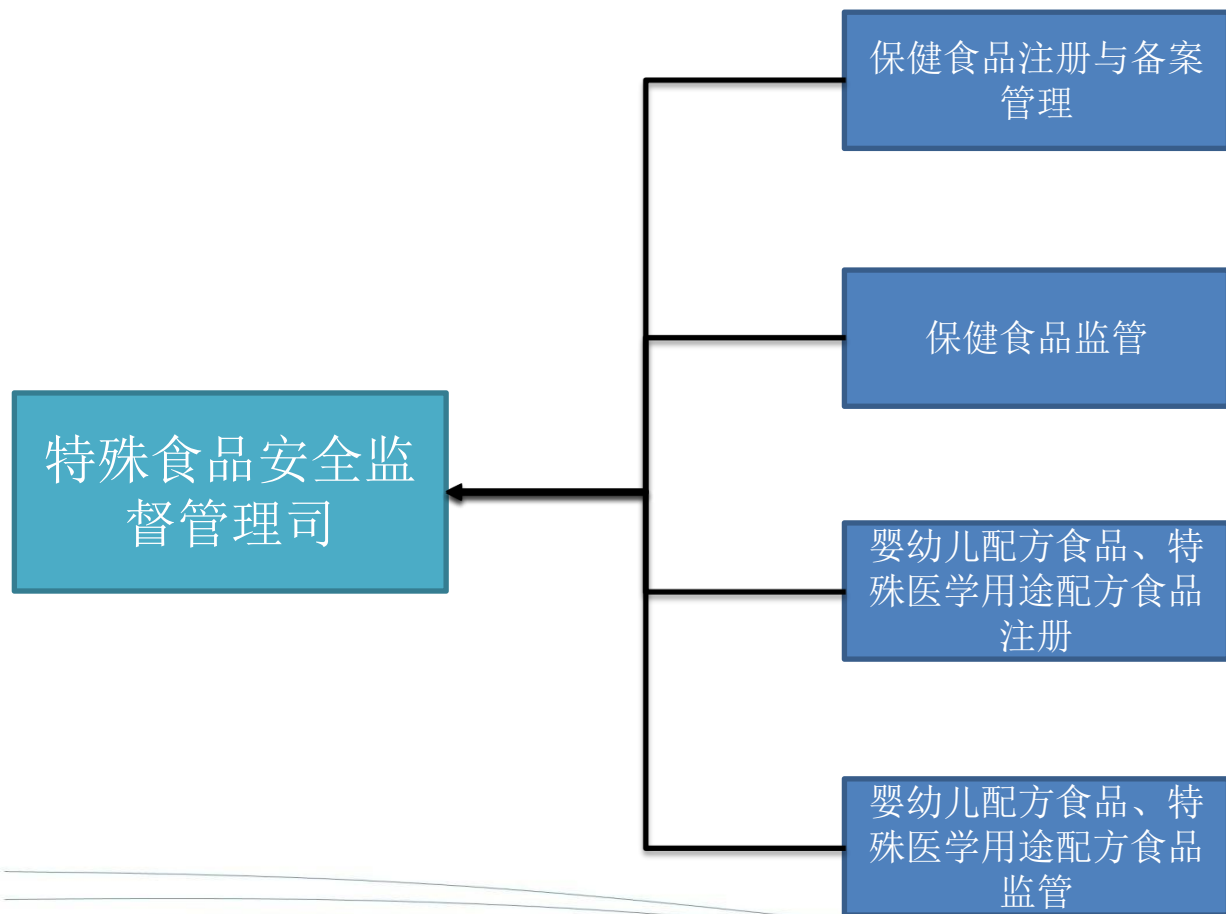 保健食品注册与备案
管理
保健食品监管
特殊食品安全监
督管理司
婴幼儿配方食品、特
殊医学用途配方食品
注册
婴幼儿配方食品、特
殊医学用途配方食品
监管